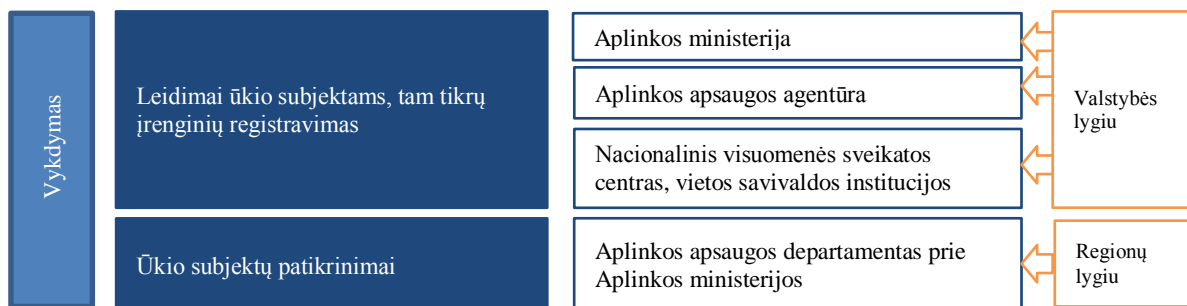 Vykdymas
Leidimai ūkio subjektams, tam tikrų
įrenginių registravimas
Aplinkos ministerija
Aplinkos apsaugos agentūra
Nacionalinis visuomenės sveikatos
centras, vietos savivaldos institucijos
Valstybės
lygiu
Ūkio subjektų patikrinimai
Aplinkos apsaugos departamentas prie
Aplinkos ministerijos
Regionų
lygiu